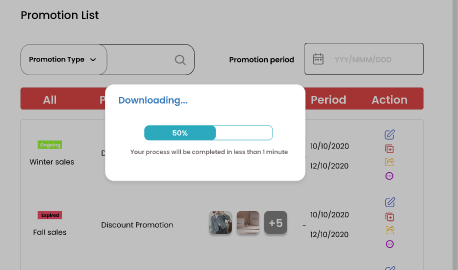 Promotion List
Promotion Type
Promotion period
YYY/MMM/DDD
All
P
Period
Action
Downloading...
50%
Your process will be completed in less than 1 minute
Ongoing
Winter sales
D
10/10/2020
12/10/2020
Expired
Fall sales
Discount Promotion
+5
-
10/10/2020
12/10/2020